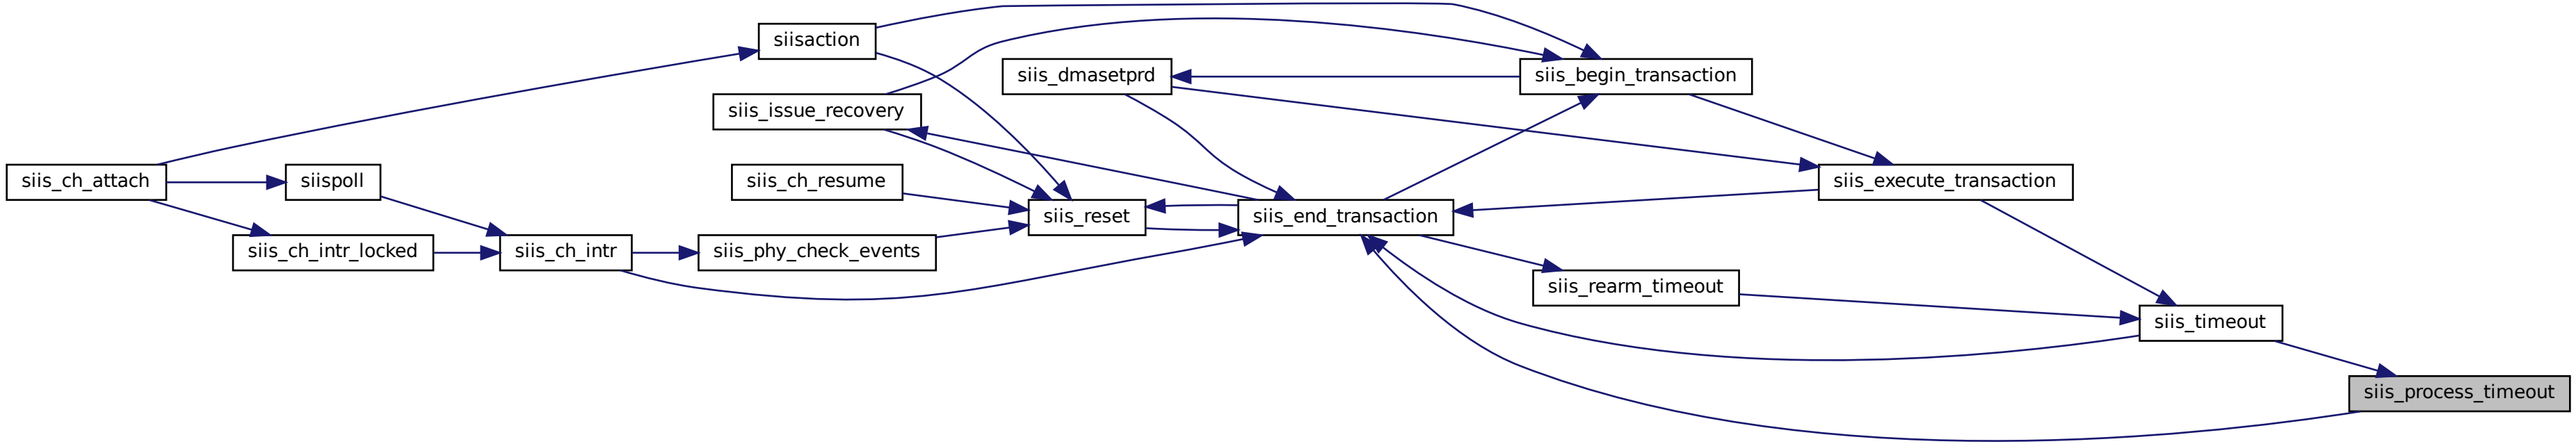 siisaction
siis_dmasetprd
siis_begin_transaction
siis_issue_recovery
siis_ch_attach
siispoll
siis_ch_resume
siis_execute_transaction
siis_reset
siis_end_transaction
siis_ch_intr_locked
siis_ch_intr
siis_phy_check_events
siis_rearm_timeout
siis_timeout
siis_process_timeout